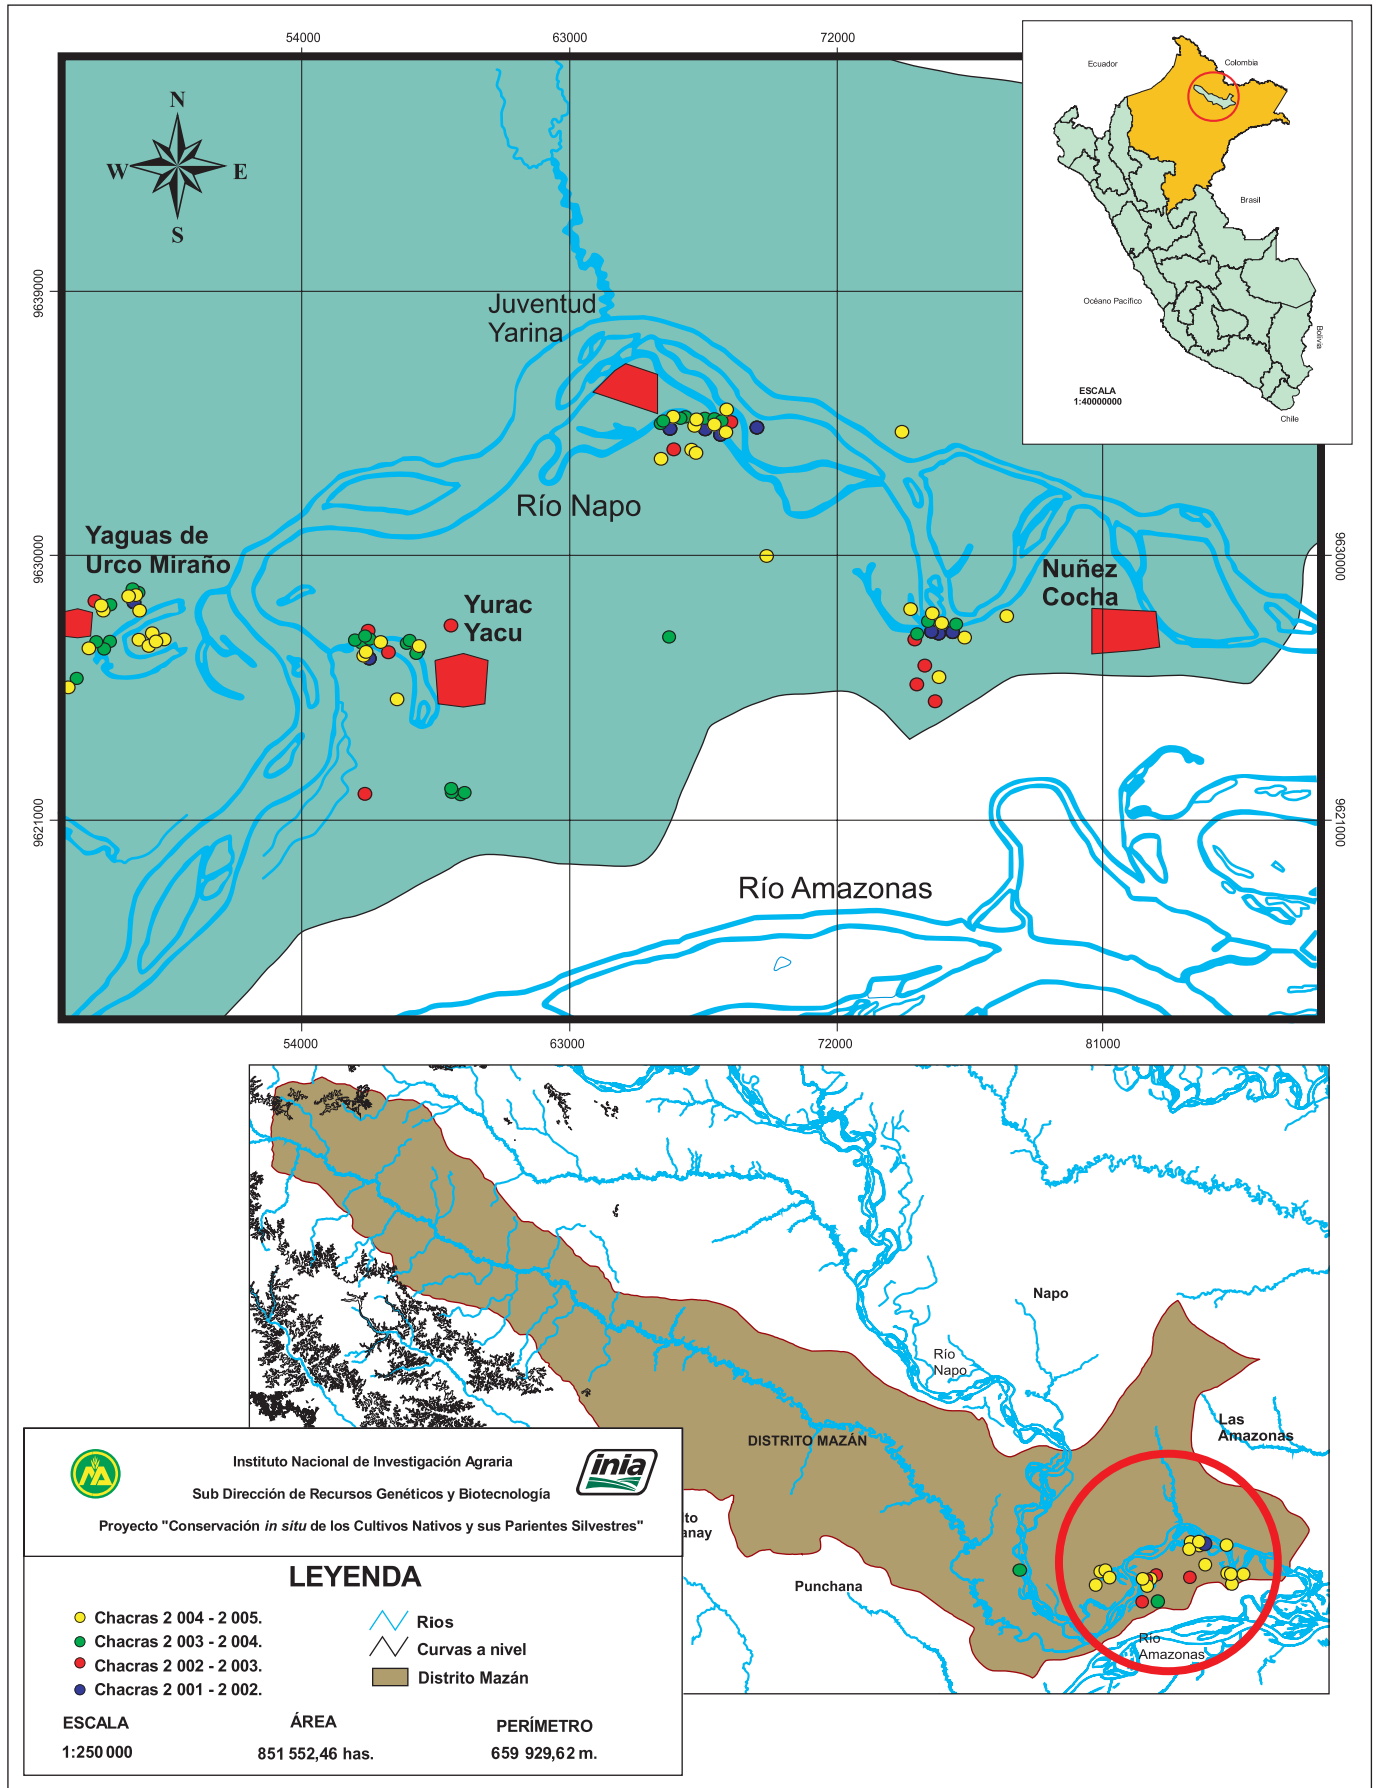 54000
63000
72000
Ecuador
Colombia
Brasil
Océano Pacífico
Bolivia
Chile
ESCALA
1:40000000
N
W
E
S
9639000
Juventud
Yarina
Río Napo
Yaguas de
Urco Miraño
9630000
9630000
Nuñez
Cocha
Yurac
Yacu
9621000
9621000
Río Amazonas
54000
63000
72000
81000
Napo
Río
Napo
Las
Amazonas
DISTRITO MAZÁN
ito
anay
Punchana
Río
Amazonas
Instituto Nacional de Investigación Agraria
Sub Dirección de Recursos Genéticos y Biotecnología
Proyecto "Conservación in situ de los Cultivos Nativos y sus Parientes Silvestres"
inia
LEYENDA
Chacras 2 004 - 2 005.
Chacras 2 003 - 2 004.
Chacras 2 002 - 2 003.
Chacras 2 001 - 2 002.
Rios
Curvas a nivel
Distrito Mazán
ESCALA
1:250 000
ÁREA
851 552,46 has.
PERÍMETRO
659 929,62 m.